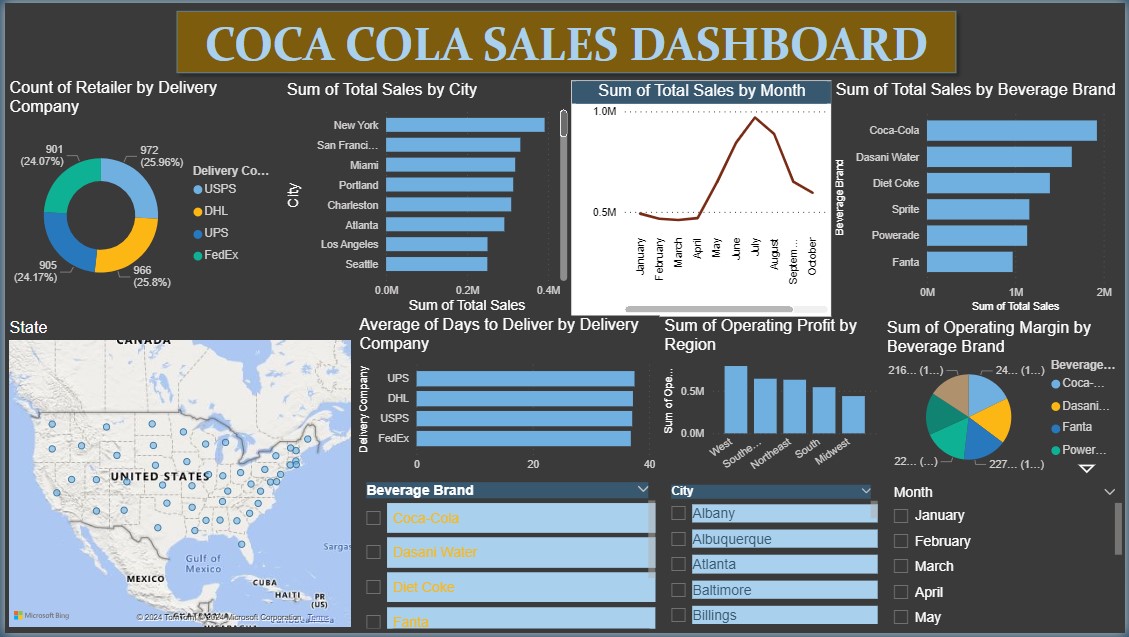 COCA COLA SALES DASHBOARD
Count of Retailer by Delivery
Company
901
(24.07%)
972
(25.96%)
905
(24.17%)
966
(25.8%)
Delivery Co...
USPS
DHL
UPS
FedEx
Sum of Total Sales by City
City
New York
San Franci...
Miami
Portland
Charleston
Atlanta
Los Angeles
Seattle
0.0M 0.2M 0.4M
Sum of Total Sales
Sum of Total Sales by Month
1.0M
0.5M
January
February
March
April
May
June
July
August
Septem...
October
Sum of Total Sales by Beverage Brand
Beverage Brand
Coca-Cola
Dasani Water
Diet Coke
Sprite
Powerade
Fanta
0M 1M 2M
Sum of Total Sales
State
CANADA
UNITED STATES
Gulf of
Mexico
Sargas
MEXICO
CUBA
HAITI
PR
(US)
Microsoft Bing
© 2024 TomTom, © 2024 Microsoft Corporation, Terms
Average of Days to Deliver by Delivery
Company
Delivery Company
UPS
DHL
USPS
FedEx
0 20 40
Sum of Operating Profit by
Region
Sum of Ope...
0.5M
0.0M
West
Southe...
Northeast
South
Midwest
Sum of Operating Margin by
Beverage Brand
216... (1...)
24... (1...)
22... (...)
227... (1...)
Beverage...
Coca-...
Dasani...
Fanta
Power...
Beverage Brand
Coca-Cola
Dasani Water
Diet Coke
Fanta
City
Albany
Albuquerque
Atlanta
Baltimore
Billings
Month
January
February
March
April
May